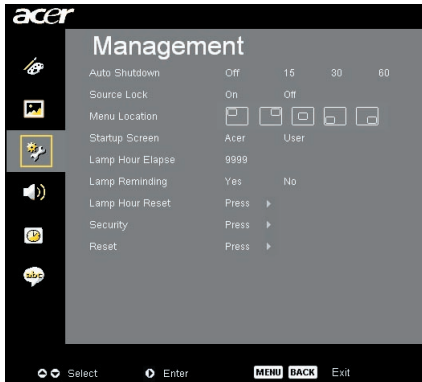 acer
Management
Auto Shutdown Off 15 30 60
Source Lock On Off
Menu Location
Startup Screen Acer User
Lamp Hour Elapse 9999
Lamp Reminding Yes No
Lamp Hour Reset Press
Security Press
Reset Press
abc
Select Enter MENU BACK Exit